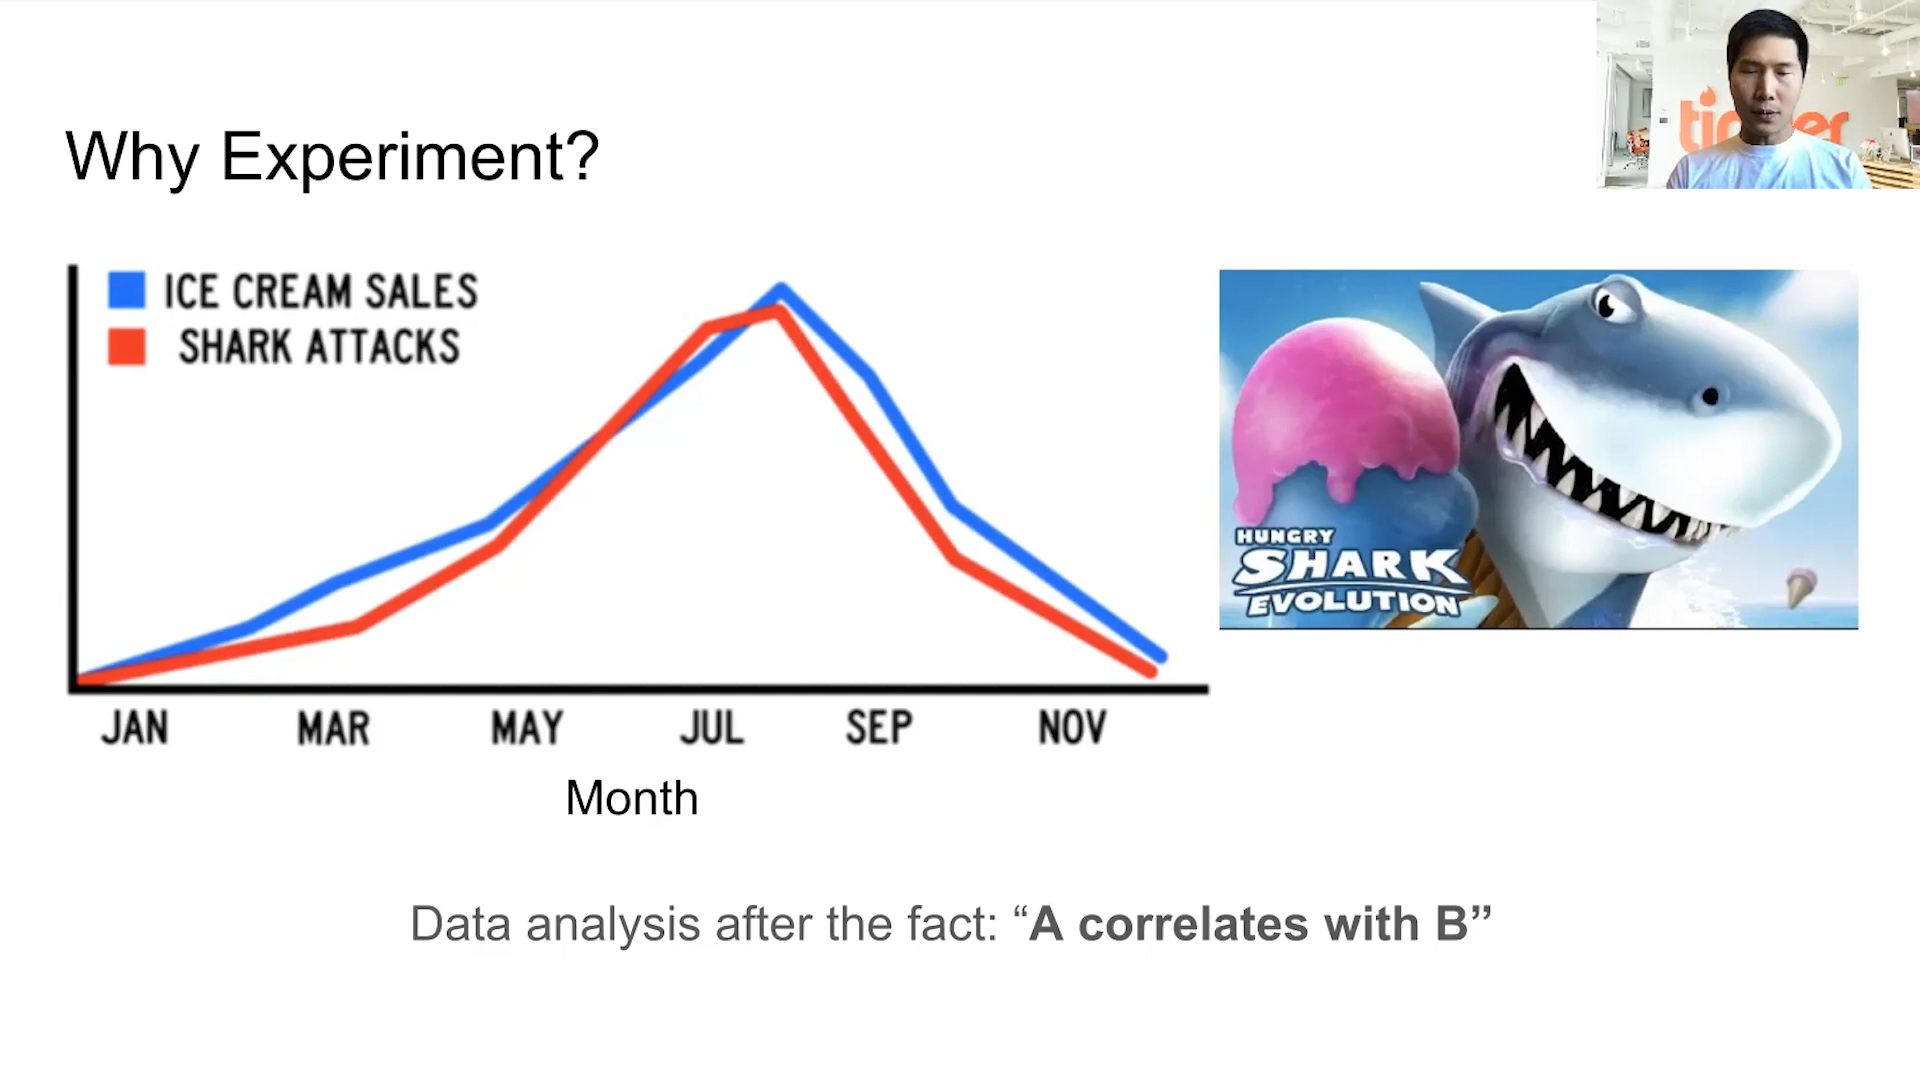 Why Experiment?
ICE CREAM SALES
SHARK ATTACKS
JAN MAR MAY JUL SEP NOV
Month
HUNGRY
SHARK
EVOLUTION
Data analysis after the fact: “A correlates with B”